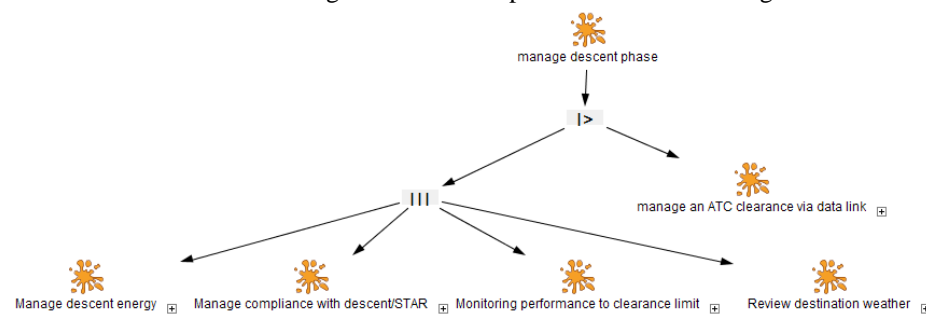 manage descent phase
|>
|||
manage an ATC clearance via data link
Manage descent energy
Manage compliance with descent/STAR
Monitoring performance to clearance limit
Review destination weather